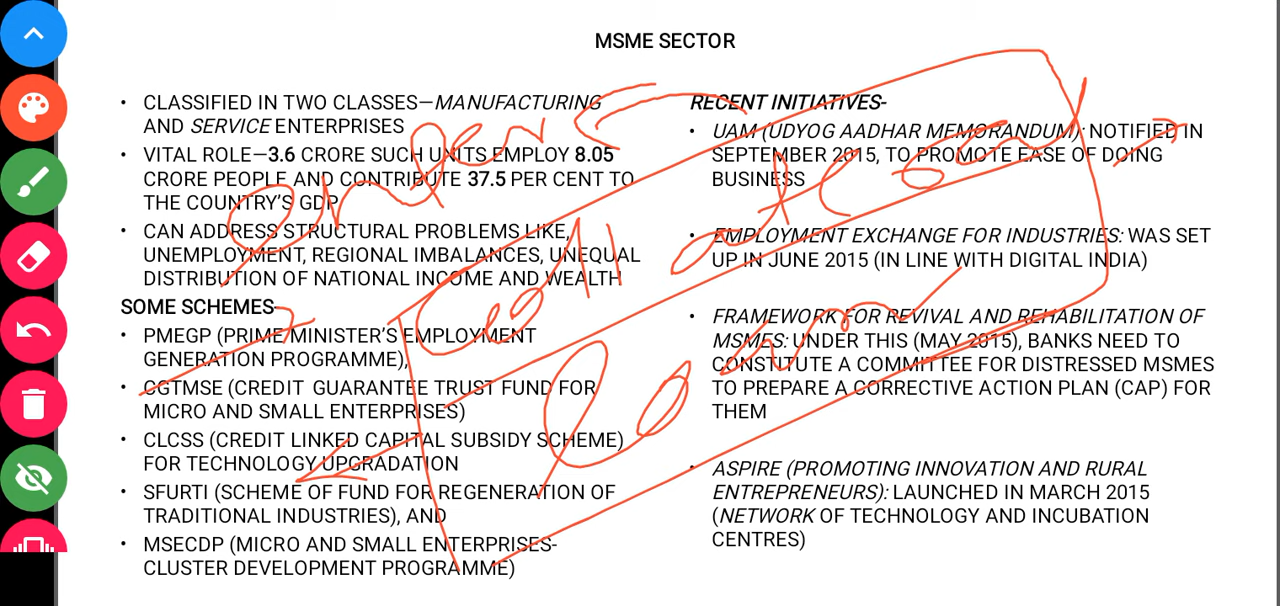 MSME SECTOR
• CLASSIFIED IN TWO CLASSES—MANUFACTURING
AND SERVICE ENTERPRISES
• VITAL ROLE—3.6 CRORE SUCH UNITS EMPLOY 8.05
CRORE PEOPLE AND CONTRIBUTE 37.5 PER CENT TO
THE COUNTRY'S GDP
• CAN ADDRESS STRUCTURAL PROBLEMS LIKE,
UNEMPLOYMENT, REGIONAL IMBALANCES, UNEQUAL
DISTRIBUTION OF NATIONAL INCOME AND WEALTH
SOME SCHEMES-
• PMEGP (PRIME MINISTER'S EMPLOYMENT
GENERATION PROGRAMME),
• CGTMSE (CREDIT GUARANTEE TRUST FUND FOR
MICRO AND SMALL ENTERPRISES)
• CLCSS (CREDIT LINKED CAPITAL SUBSIDY SCHEME)
FOR TECHNOLOGY UPGRADATION
• SFURTI (SCHEME OF FUND FOR REGENERATION OF
TRADITIONAL INDUSTRIES), AND
• MSECDP (MICRO AND SMALL ENTERPRISES-
CLUSTER DEVELOPMENT PROGRAMME)
RECENT INITIATIVES-
• UAM (UDYOG AADHAR MEMORANDUM): NOTIFIED IN
SEPTEMBER 2015, TO PROMOTE EASE OF DOING
BUSINESS
• EMPLOYMENT EXCHANGE FOR INDUSTRIES: WAS SET
UP IN JUNE 2015 (IN LINE WITH DIGITAL INDIA)
• FRAMEWORK FOR REVIVAL AND REHABILITATION OF
MSMES: UNDER THIS (MAY 2015), BANKS NEED TO
CONSTITUTE A COMMITTEE FOR DISTRESSED MSMES
TO PREPARE A CORRECTIVE ACTION PLAN (CAP) FOR
THEM
• ASPIRE (PROMOTING INNOVATION AND RURAL
ENTREPRENEURS): LAUNCHED IN MARCH 2015
(NETWORK OF TECHNOLOGY AND INCUBATION
CENTRES)
loan